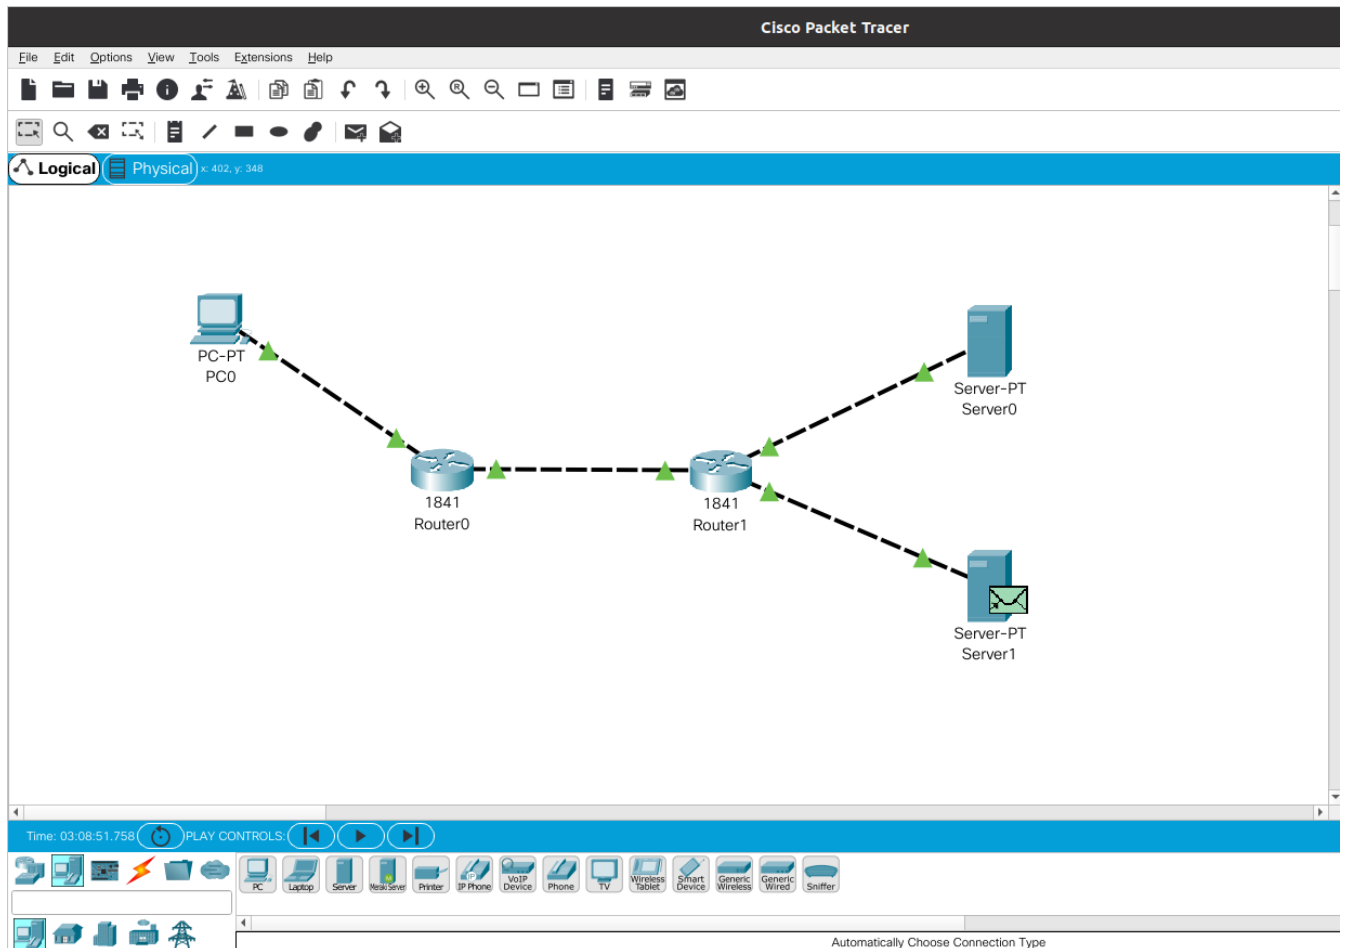 Cisco Packet Tracer
File Edit Options View Tools Extensions Help
Logical Physical x: 402, y: 348
PC-PT
PC0
Server-PT
Server0
1841
Router0
1841
Router1
Server-PT
Server1
Time: 03:08:51.758 PLAY CONTROLS:
PC Laptop Server Meraki Server Printer IP Phone VoIP Device Phone TV Wireless Tablet Smart Device Generic Wireless Generic Wired Sniffer
Automatically Choose Connection Type